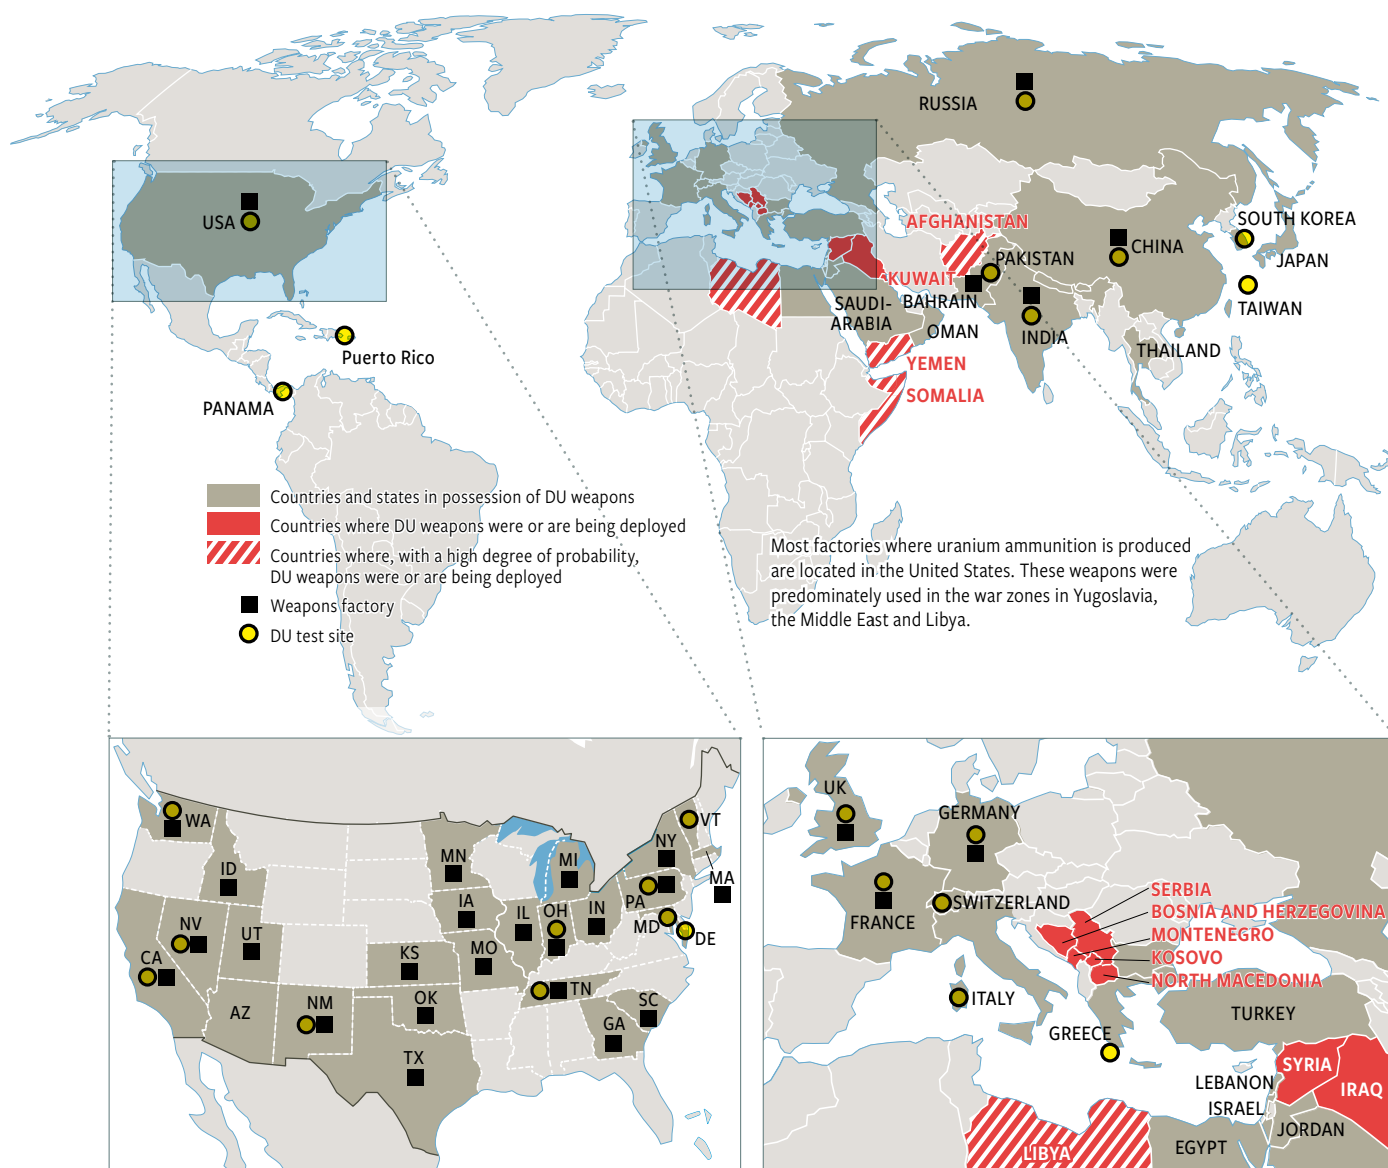 RUSSIA
USA
AFGHANISTAN
SOUTH KOREA
CHINA
PAKISTAN
JAPAN
KUWAIT
BAHRAIN
SAUDI-
ARABIA
TAIWAN
OMAN
INDIA
THAILAND
Puerto Rico
YEMEN
SOMALIA
PANAMA
Countries and states in possession of DU weapons
Countries where DU weapons were or are being deployed
Countries where, with a high degree of probability,
DU weapons were or are being deployed
Weapons factory
DU test site
Most factories where uranium ammunition is produced
are located in the United States. These weapons were
predominately used in the war zones in Yugoslavia,
the Middle East and Libya.
WA
VT
MN
NY
MI
ID
MA
PA
IA
IL
OH
IN
MD
DE
NV
UT
MO
CA
KS
TN
NM
OK
AZ
SC
GA
TX
UK
GERMANY
SWITZERLAND
FRANCE
SERBIA
BOSNIA AND HERZEGOVINA
MONTENEGRO
KOSOVO
NORTH MACEDONIA
ITALY
TURKEY
GREECE
SYRIA
LEBANON
IRAQ
ISRAEL
JORDAN
EGYPT
LIBYA